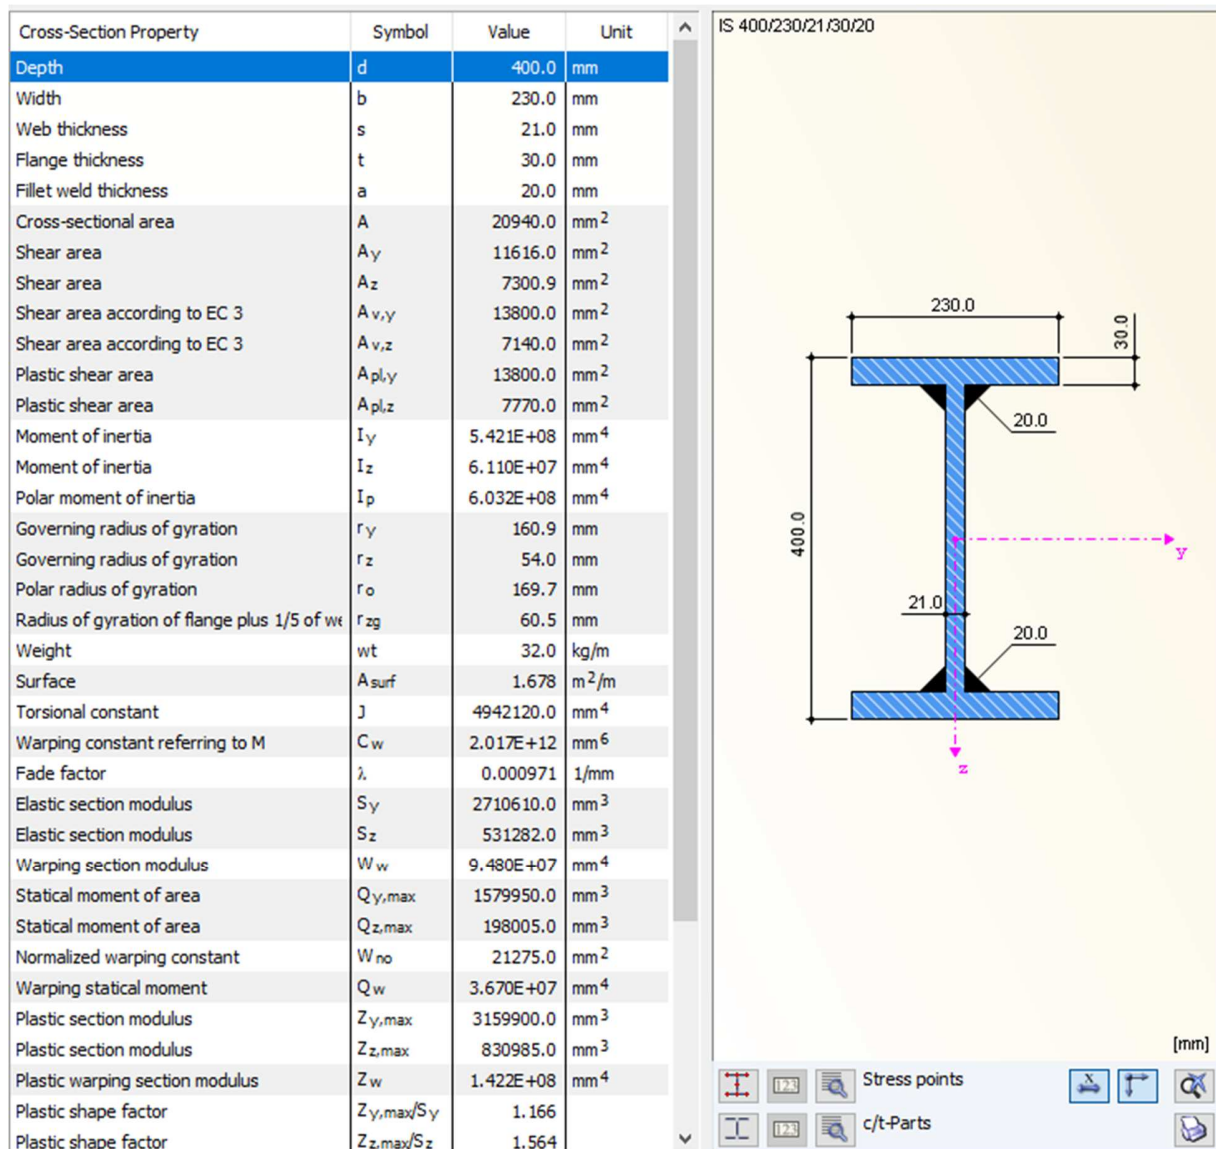 Cross-Section Property Symbol Value Unit
Depth d 400.0 mm
Width b 230.0 mm
Web thickness s 21.0 mm
Flange thickness t 30.0 mm
Fillet weld thickness a 20.0 mm
Cross-sectional area A 20940.0 mm2
Shear area Ay 11616.0 mm2
Shear area Az 7300.9 mm2
Shear area according to EC 3 Av,y 13800.0 mm2
Shear area according to EC 3 Av,z 7140.0 mm2
Plastic shear area Apl,y 13800.0 mm2
Plastic shear area Apl,z 7770.0 mm2
Moment of inertia Iy 5.421E+08 mm4
Moment of inertia Iz 6.110E+07 mm4
Polar moment of inertia Ip 6.032E+08 mm4
Governing radius of gyration ry 160.9 mm
Governing radius of gyration rz 54.0 mm
Polar radius of gyration ro 169.7 mm
Radius of gyration of flange plus 1/5 of we rzg 60.5 mm
Weight wt 32.0 kg/m
Surface Asurf 1.678 m2/m
Torsional constant J 4942120.0 mm4
Warping constant referring to M Cw 2.017E+12 mm6
Fade factor λ 0.000971 1/mm
Elastic section modulus Sy 2710610.0 mm3
Elastic section modulus Sz 531282.0 mm3
Warping section modulus Ww 9.480E+07 mm4
Statical moment of area Qy,max 1579950.0 mm3
Statical moment of area Qz,max 198005.0 mm3
Normalized warping constant Wno 21275.0 mm2
Warping statical moment Qw 3.670E+07 mm4
Plastic section modulus Zy,max 3159900.0 mm3
Plastic section modulus Zz,max 830985.0 mm3
Plastic warping section modulus Zw 1.422E+08 mm4
Plastic shape factor Zy,max/Sy 1.166
Plastic shape factor Zz,max/Sz 1.564
IS 400/230/21/30/20
230.0
30.0
20.0
400.0
y
21.0
20.0
z
[mm]
123 Stress points x
123 c/t-Parts